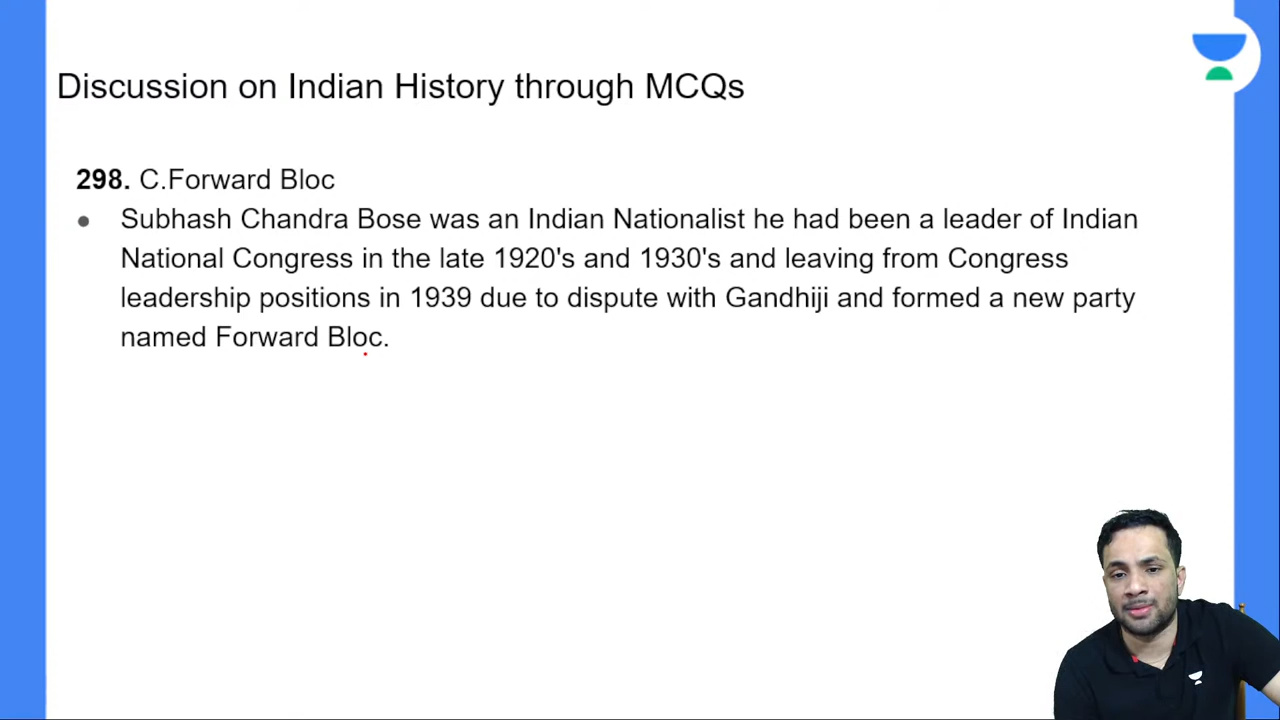 Discussion on Indian History through MCQs
298. C.Forward Bloc
● Subhash Chandra Bose was an Indian Nationalist he had been a leader of Indian
National Congress in the late 1920's and 1930's and leaving from Congress
leadership positions in 1939 due to dispute with Gandhiji and formed a new party
named Forward Bloc.